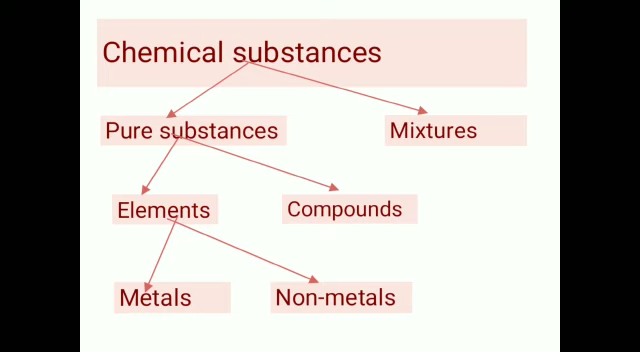 Chemical substances
Pure substances
Mixtures
Elements
Compounds
Metals
Non-metals